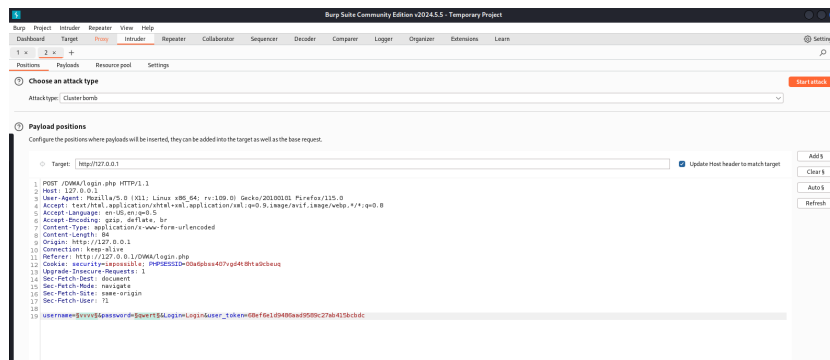 Burp Suite Community Edition v2024.5.5 - Temporary Project
Burp Project Intruder Repeater View Help
Dashboard Target Proxy Intruder Repeater Collaborator Sequencer Decoder Comparer Logger Organizer Extensions Learn Settin
1 × 2 × +
Positions Payloads Resource pool Settings
? Choose an attack type
Start attack
Attack type: Cluster bomb
? Payload positions
Configure the positions where payloads will be inserted, they can be added into the target as well as the base request.
Add §
Target: http://127.0.0.1 Update Host header to match target
Clear §
Auto §
Refresh
1 POST /DVWA/login.php HTTP/1.1
2 Host: 127.0.0.1
3 User-Agent: Mozilla/5.0 (X11; Linux x86_64; rv:109.0) Gecko/20100101 Firefox/115.0
4 Accept: text/html,application/xhtml+xml,application/xml;q=0.9,image/avif,image/webp,*/*;q=0.8
5 Accept-Language: en-US,en;q=0.5
6 Accept-Encoding: gzip, deflate, br
7 Content-Type: application/x-www-form-urlencoded
8 Content-Length: 84
9 Origin: http://127.0.0.1
10 Connection: keep-alive
11 Referer: http://127.0.0.1/DVWA/login.php
12 Cookie: security=impossible; PHPSESSID=00a6pbss407vgd4t8hta9cbeuq
13 Upgrade-Insecure-Requests: 1
14 Sec-Fetch-Dest: document
15 Sec-Fetch-Mode: navigate
16 Sec-Fetch-Site: same-origin
17 Sec-Fetch-User: ?1
18
19 username=§vvvv§&password=§qwert§&Login=Login&user_token=68ef6e1d9486aad9589c27ab415bcbdc